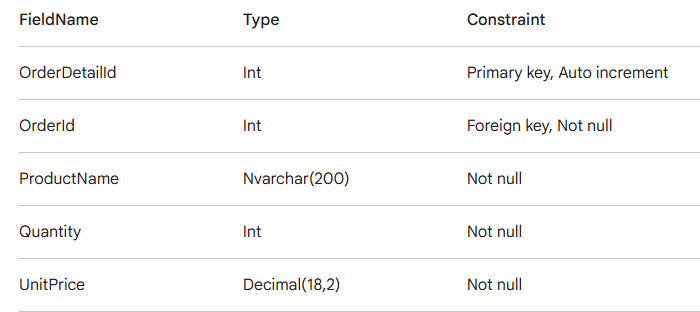 FieldName Type Constraint
OrderDetailId Int Primary key, Auto increment
OrderId Int Foreign key, Not null
ProductName Nvarchar(200) Not null
Quantity Int Not null
UnitPrice Decimal(18,2) Not null